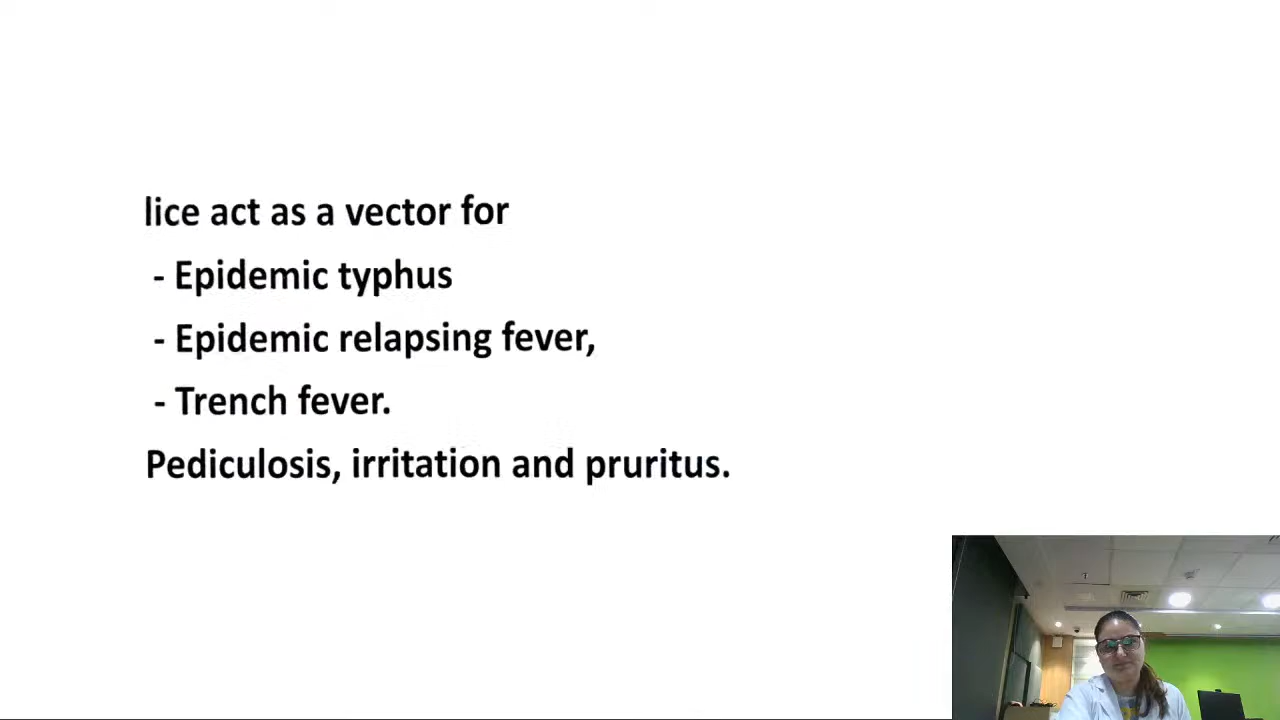 lice act as a vector for
- Epidemic typhus
- Epidemic relapsing fever,
- Trench fever.
Pediculosis, irritation and pruritus.